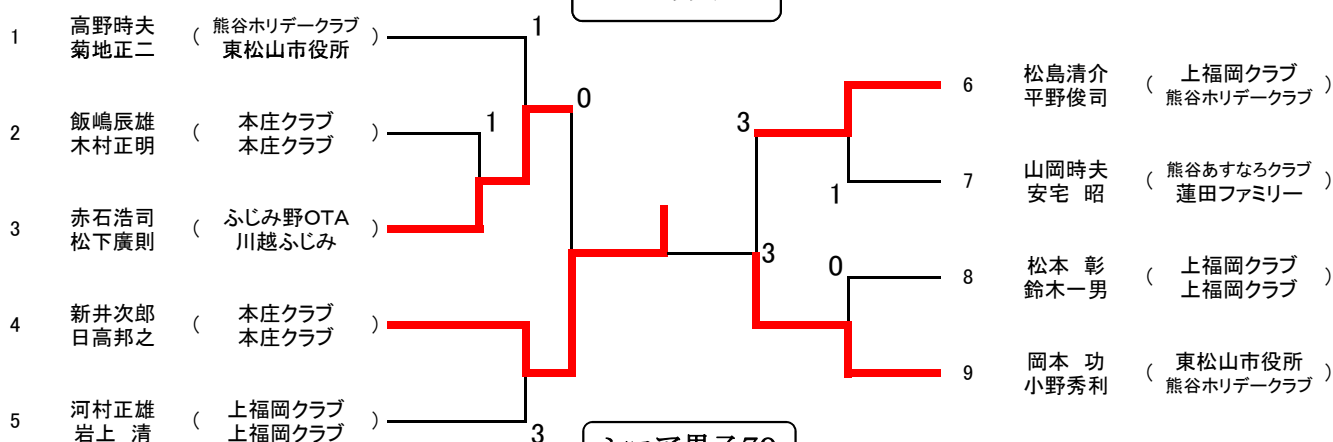 1 高野時夫 菊地正二 ( 熊谷ホリデークラブ 東松山市役所 ) 1
2 飯嶋辰雄 木村正明 ( 本庄クラブ 本庄クラブ ) 1
3 赤石浩司 松下廣則 ( ふじみ野OTA 川越ふじみ )
0
4 新井次郎 日高邦之 ( 本庄クラブ 本庄クラブ )
5 河村正雄 岩上 清 ( 上福岡クラブ 上福岡クラブ ) 3
3
6 松島清介 平野俊司 ( 上福岡クラブ 熊谷ホリデークラブ )
1
7 山岡時夫 安宅 昭 ( 熊谷あすなろクラブ 蓮田ファミリー )
3
0
8 松本 彰 鈴木一男 ( 上福岡クラブ 上福岡クラブ )
9 岡本 功 小野秀利 ( 東松山市役所 熊谷ホリデークラブ )